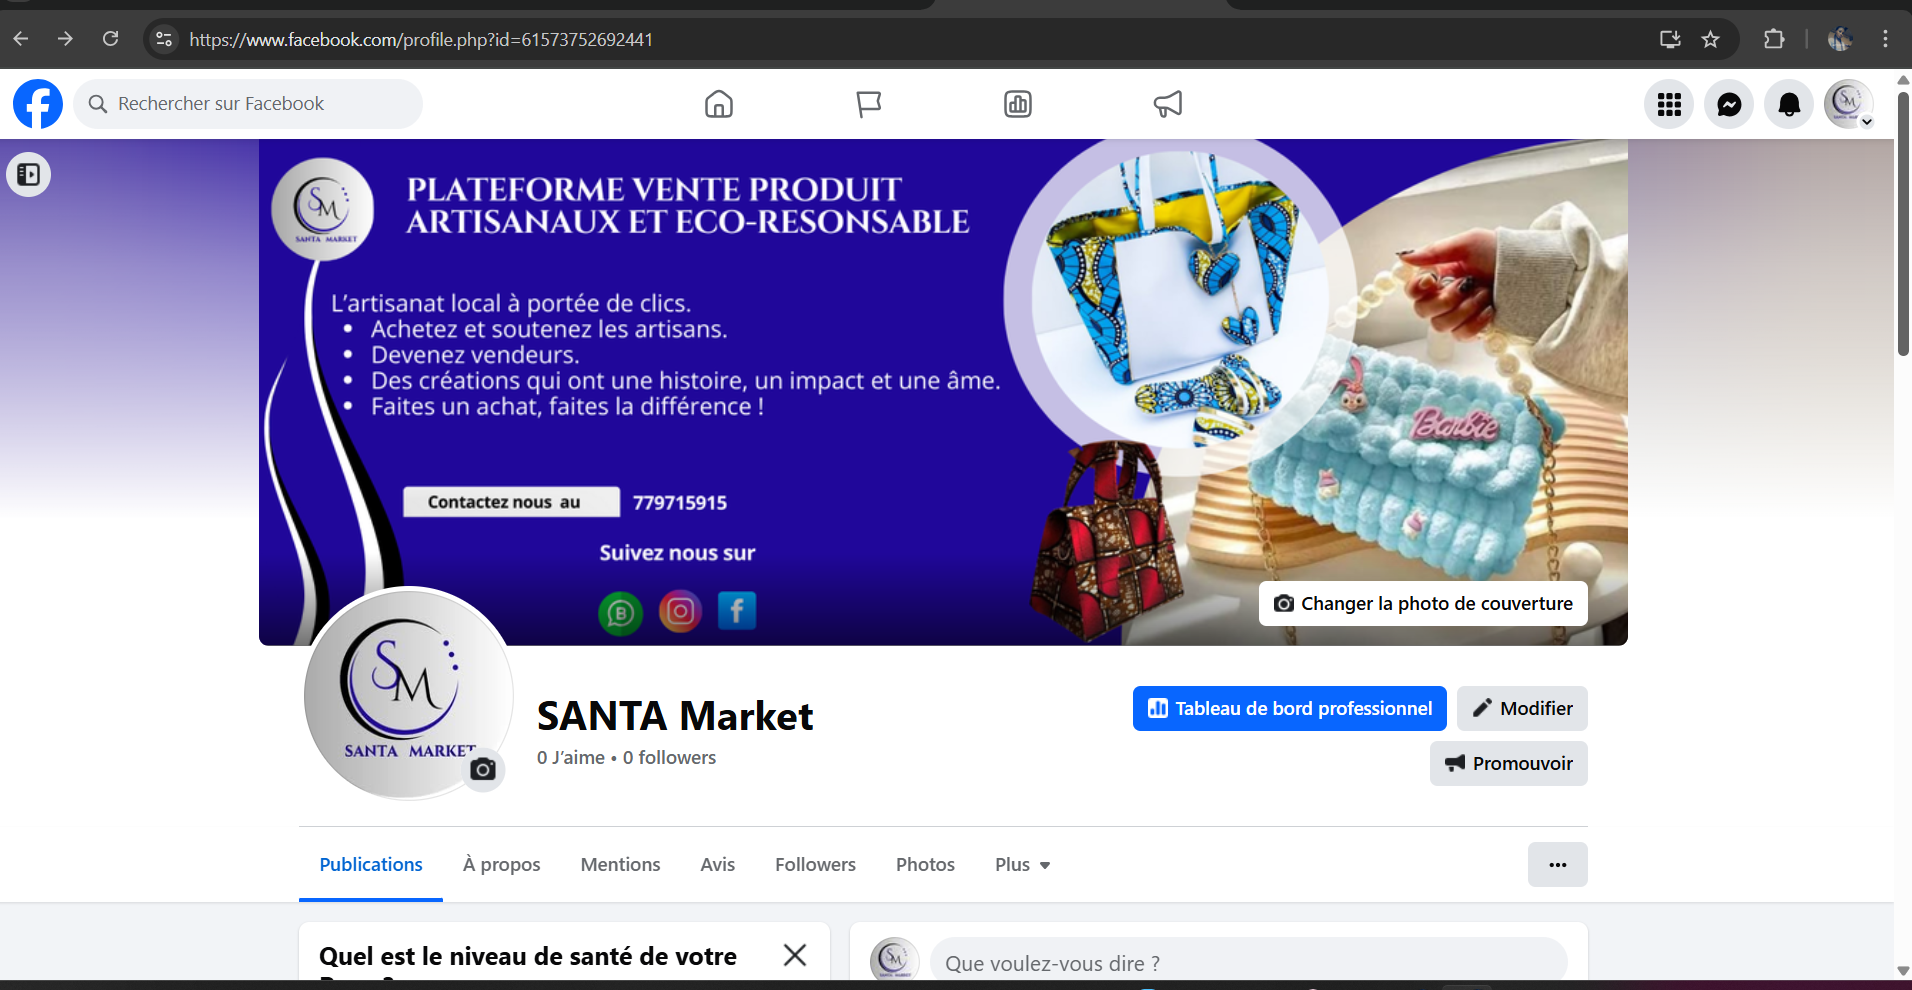 https://www.facebook.com/profile.php?id=61573752692441
Rechercher sur Facebook
SM
SANTA MARKET
PLATEFORME VENTE PRODUIT
ARTISANAUX ET ECO-RESONSABLE
L’artisanat local à portée de clics.
• Achetez et soutenez les artisans.
• Devenez vendeurs.
• Des créations qui ont une histoire, un impact et une âme.
• Faites un achat, faites la différence !
Contactez nous au 779715915
Suivez nous sur
Barbie
Changer la photo de couverture
SM
SANTA MARKET
SANTA Market
0 J’aime • 0 followers
Tableau de bord professionnel
Modifier
Promouvoir
Publications À propos Mentions Avis Followers Photos Plus
Quel est le niveau de santé de votre
Que voulez-vous dire ?